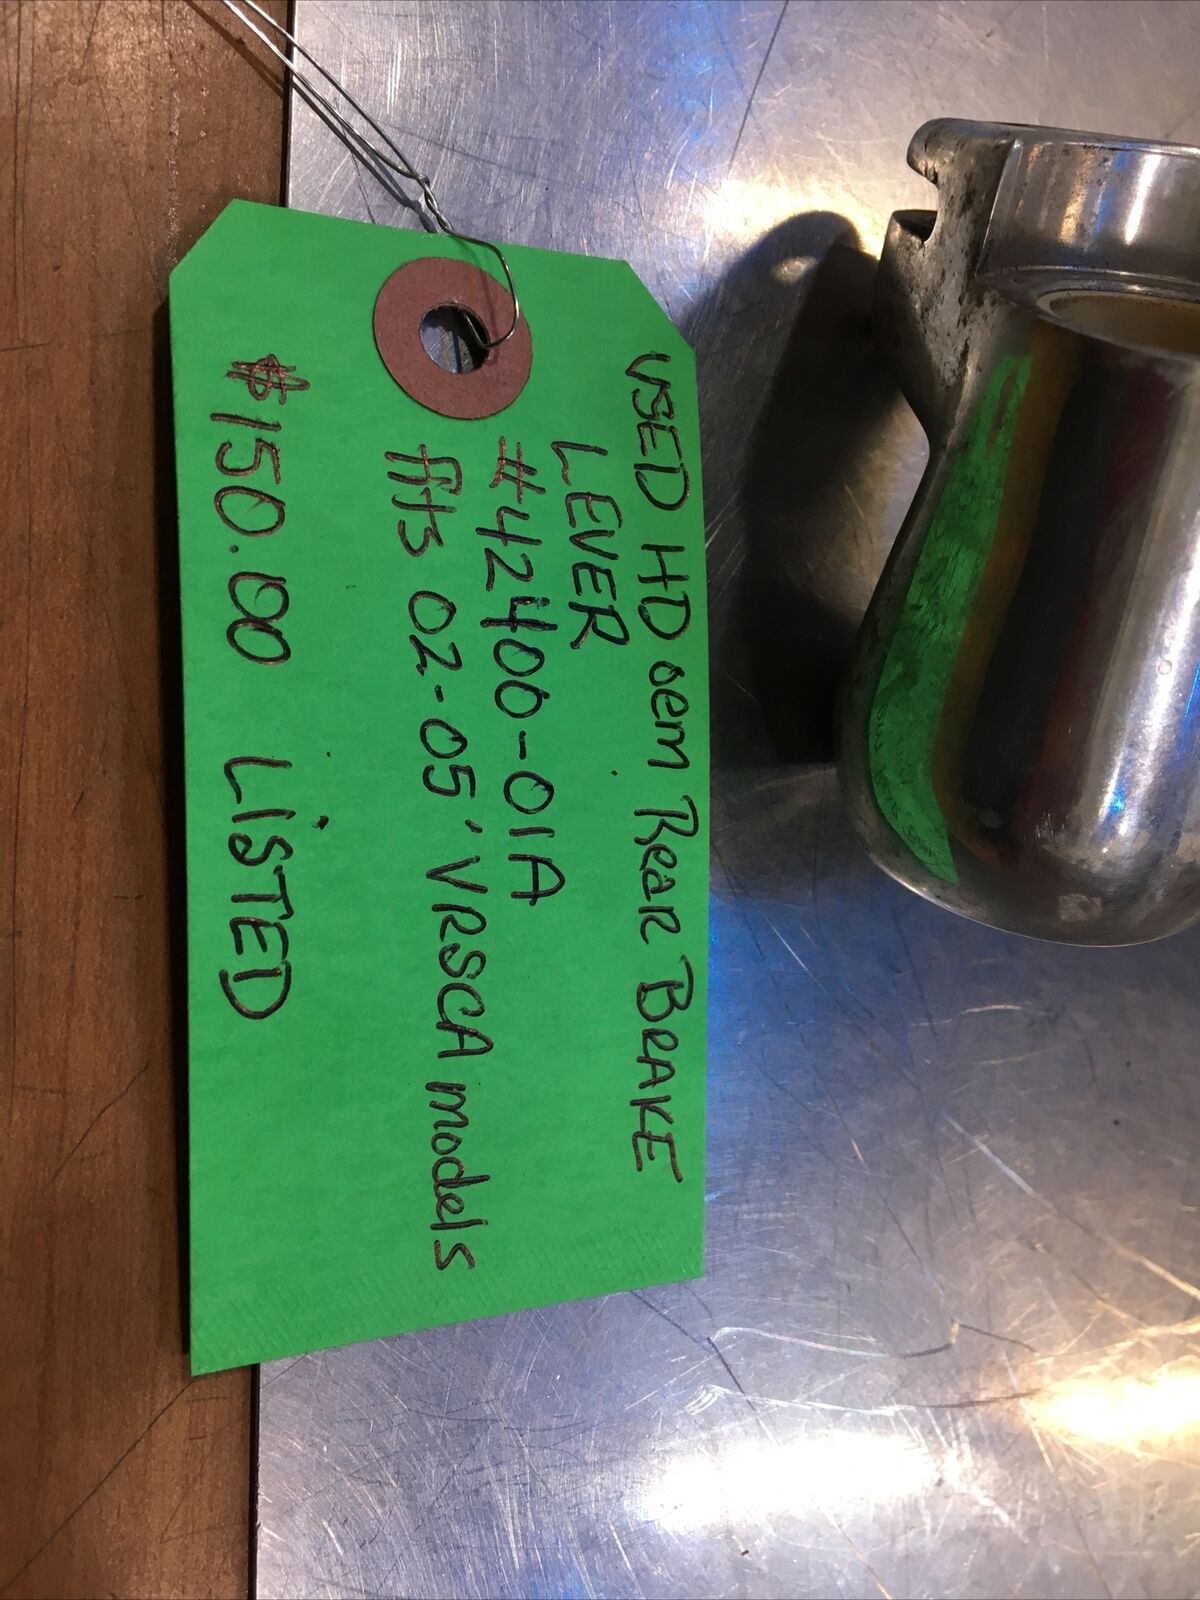 USED HD oem Rear BRAKE
LEVER
#42400-01A
fits 02-05' VRSCA models
$150.00 LiSTED